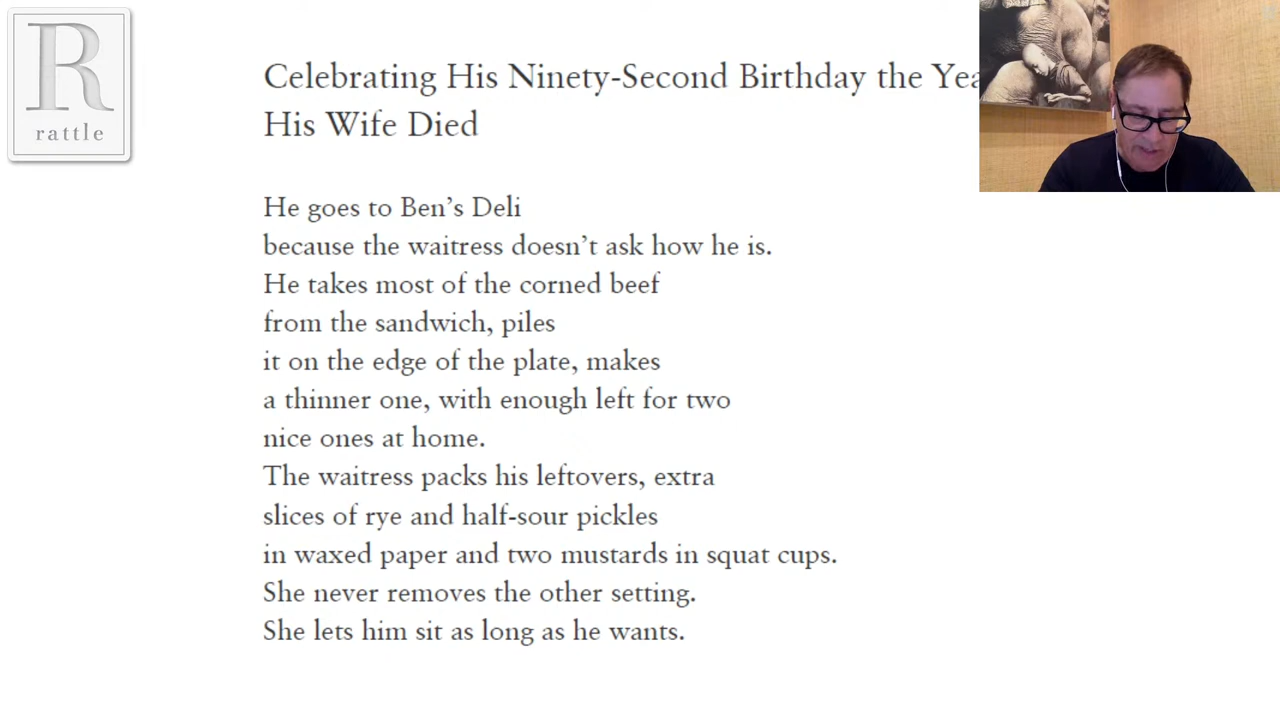 R
rattle
Celebrating His Ninety-Second Birthday the Yea
His Wife Died
He goes to Ben’s Deli
because the waitress doesn’t ask how he is.
He takes most of the corned beef
from the sandwich, piles
it on the edge of the plate, makes
a thinner one, with enough left for two
nice ones at home.
The waitress packs his leftovers, extra
slices of rye and half-sour pickles
in waxed paper and two mustards in squat cups.
She never removes the other setting.
She lets him sit as long as he wants.